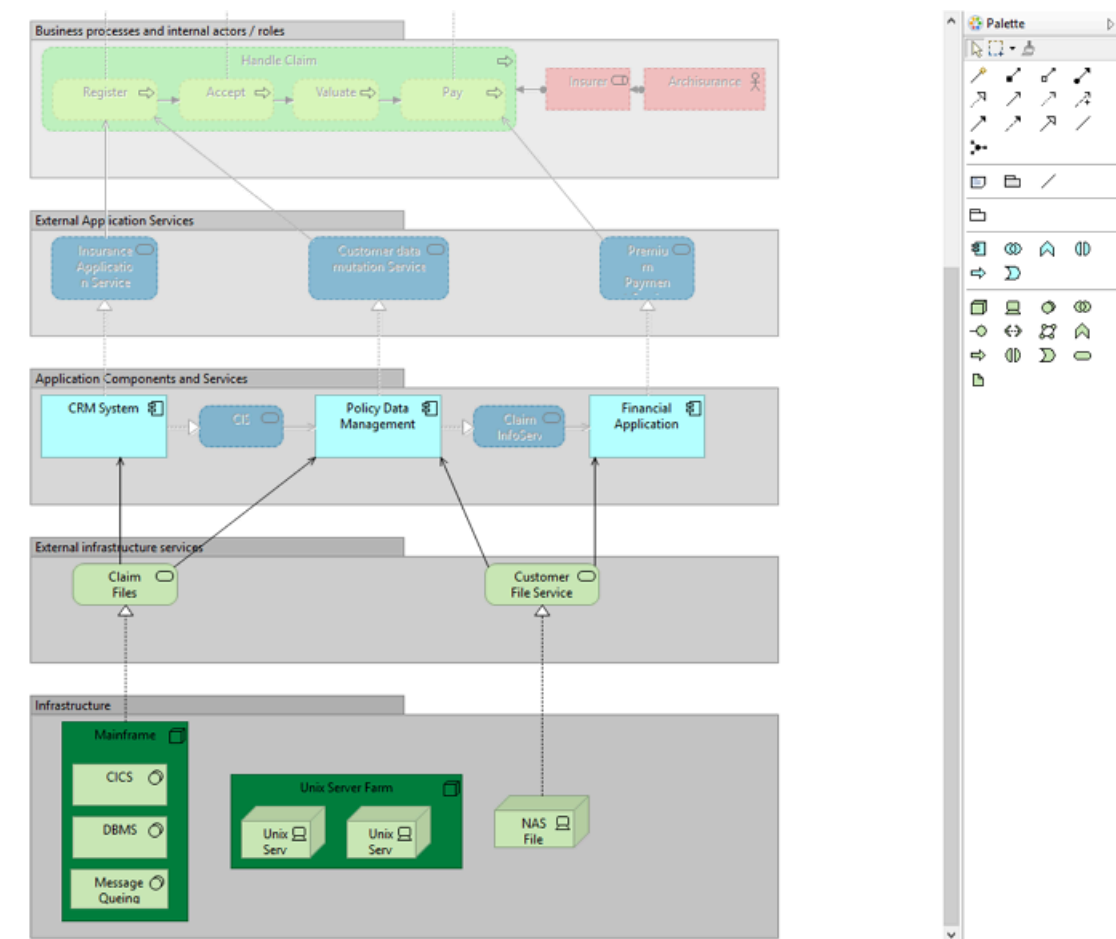 Business processes and internal actors / roles
Palette
Handle Claim
Register
Accept
Valuate
Pay
Insurer
Archisurance
External Application Services
Insurance
Applicatio
n Service
Customer data
mutation Service
Premiu
m
Paymen
Application Components and Services
CRM System
CIS
Policy Data
Management
Claim
InfoServ
Financial
Application
External infrastructure services
Claim
Files
Customer
File Service
Infrastructure
Mainframe
CICS
DBMS
Message
Queing
Unix Server Farm
Unix
Serv
Unix
Serv
NAS
File